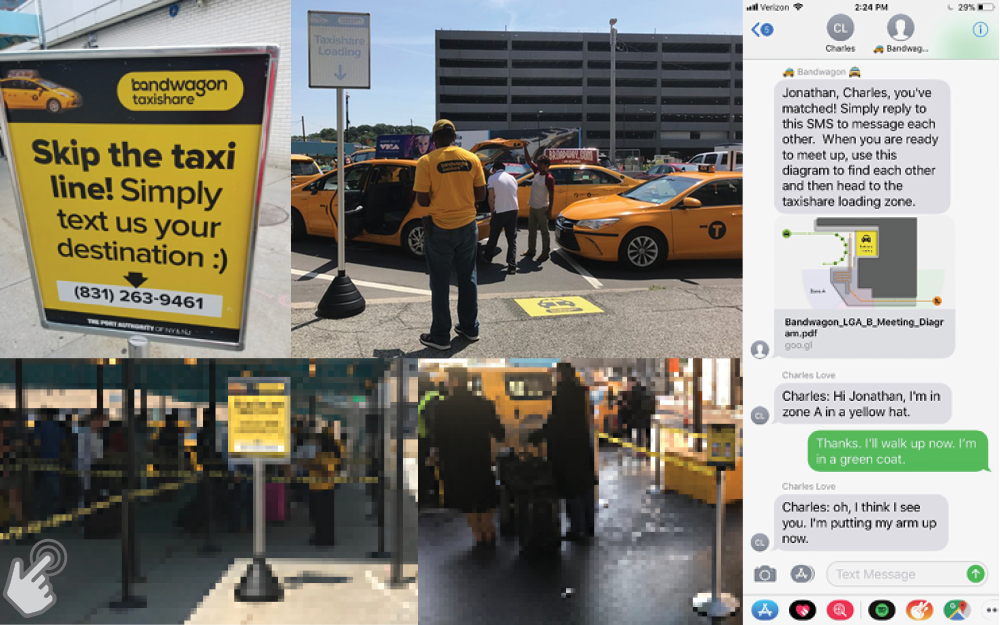 bandwagon
taxishare
Skip the taxi
line! Simply
text us your
destination :)
(831) 263-9461
THE PORT AUTHORITY OF NY & NJ
Taxishare
Loading
bandwagon
BROADWAY.COM
T
Verizon
2:24 PM
29%
5
CL
Charles
Bandwag...
Bandwagon
Jonathan, Charles, you've
matched! Simply reply to
this SMS to message each
other. When you are ready
to meet up, use this
diagram to find each other
and then head to the
taxishare loading zone.
Zone A
Bandwagon_LGA_B_Meeting_Diagr
am.pdf
goo.gl
Charles Love
CL
Charles: Hi Jonathan, I'm in
zone A in a yellow hat.
Thanks. I'll walk up now. I'm
in a green coat.
Charles Love
CL
Charles: oh, I think I see
you. I'm putting my arm up
now.
Text Message